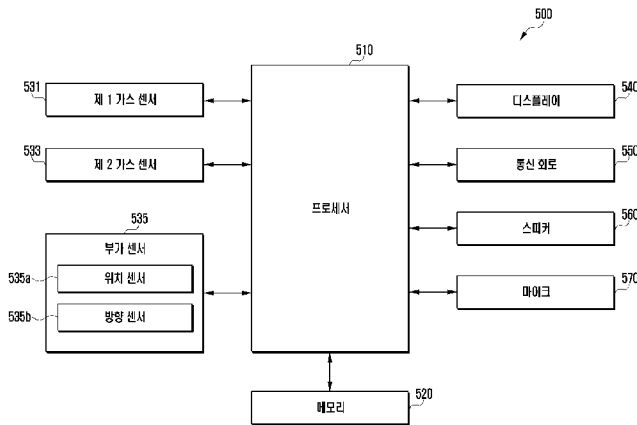 500
510
531
제 1 가스 센서
533
제 2 가스 센서
535
부가 센서
535a
위치 센서
535b
방향 센서
프로세서
540
디스플레이
550
통신 회로
560
스피커
570
마이크
520
메모리